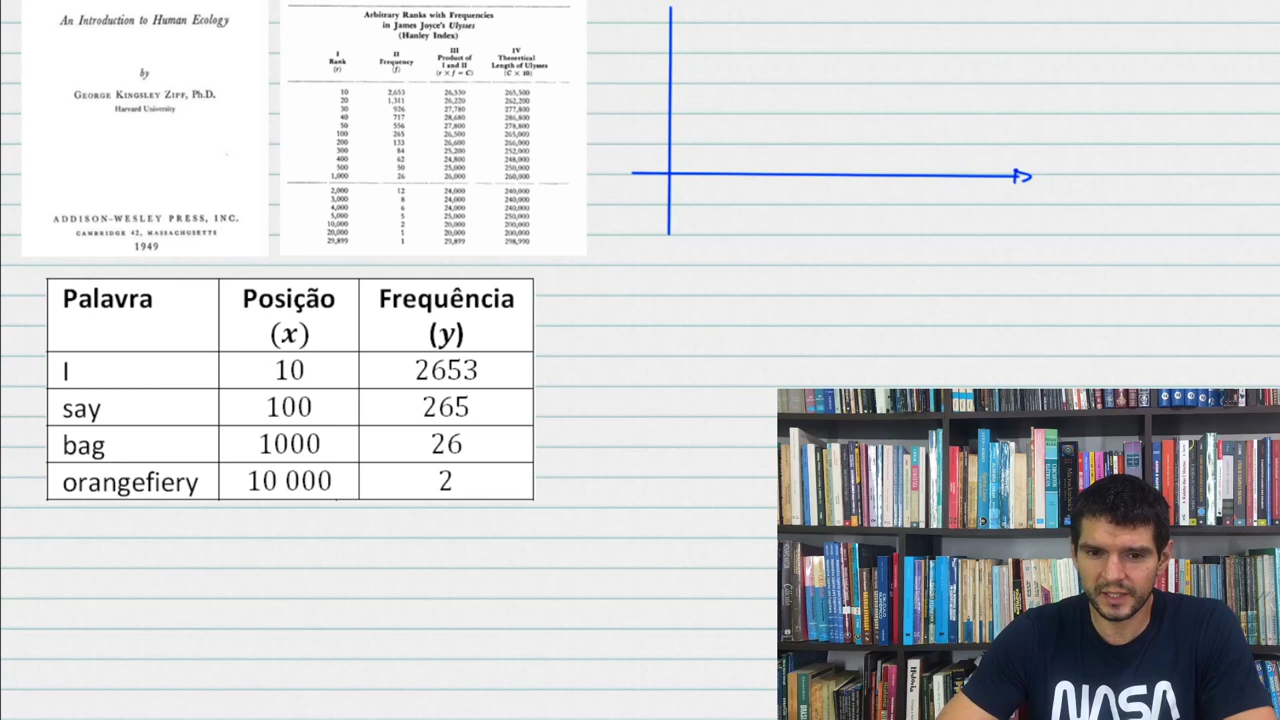 An Introduction to Human Ecology
by
GEORGE KINGSLEY ZIPF, Ph.D.
Harvard University
ADDISON-WESLEY PRESS, INC.
CAMBRIDGE 42, MASSACHUSETTS
1949
Arbitrary Ranks with Frequencies
in James Joyce's Ulysses
(Hanley Index)
I II III IV
Rank Frequency Product of I and II Theoretical Length of Ulysses
(r) (f) (r × f = C) (C × 10)
10 2,653 26,530 265,300
20 1,311 26,220 262,200
30 926 27,780 277,800
40 717 28,680 286,800
50 556 27,800 278,800
100 265 26,500 265,000
200 133 26,600 266,000
300 84 25,200 252,000
400 62 24,800 248,000
500 50 25,000 250,000
1,000 26 26,000 260,000
2,000 12 24,000 240,000
3,000 8 24,000 240,000
4,000 6 24,000 240,000
5,000 5 25,000 250,000
10,000 2 20,000 200,000
20,000 1 20,000 200,000
29,899 1 29,899 298,990
Palavra Posição (x) Frequência (y)
I 10 2653
say 100 265
bag 1000 26
orangefiery 10 000 2
NASA